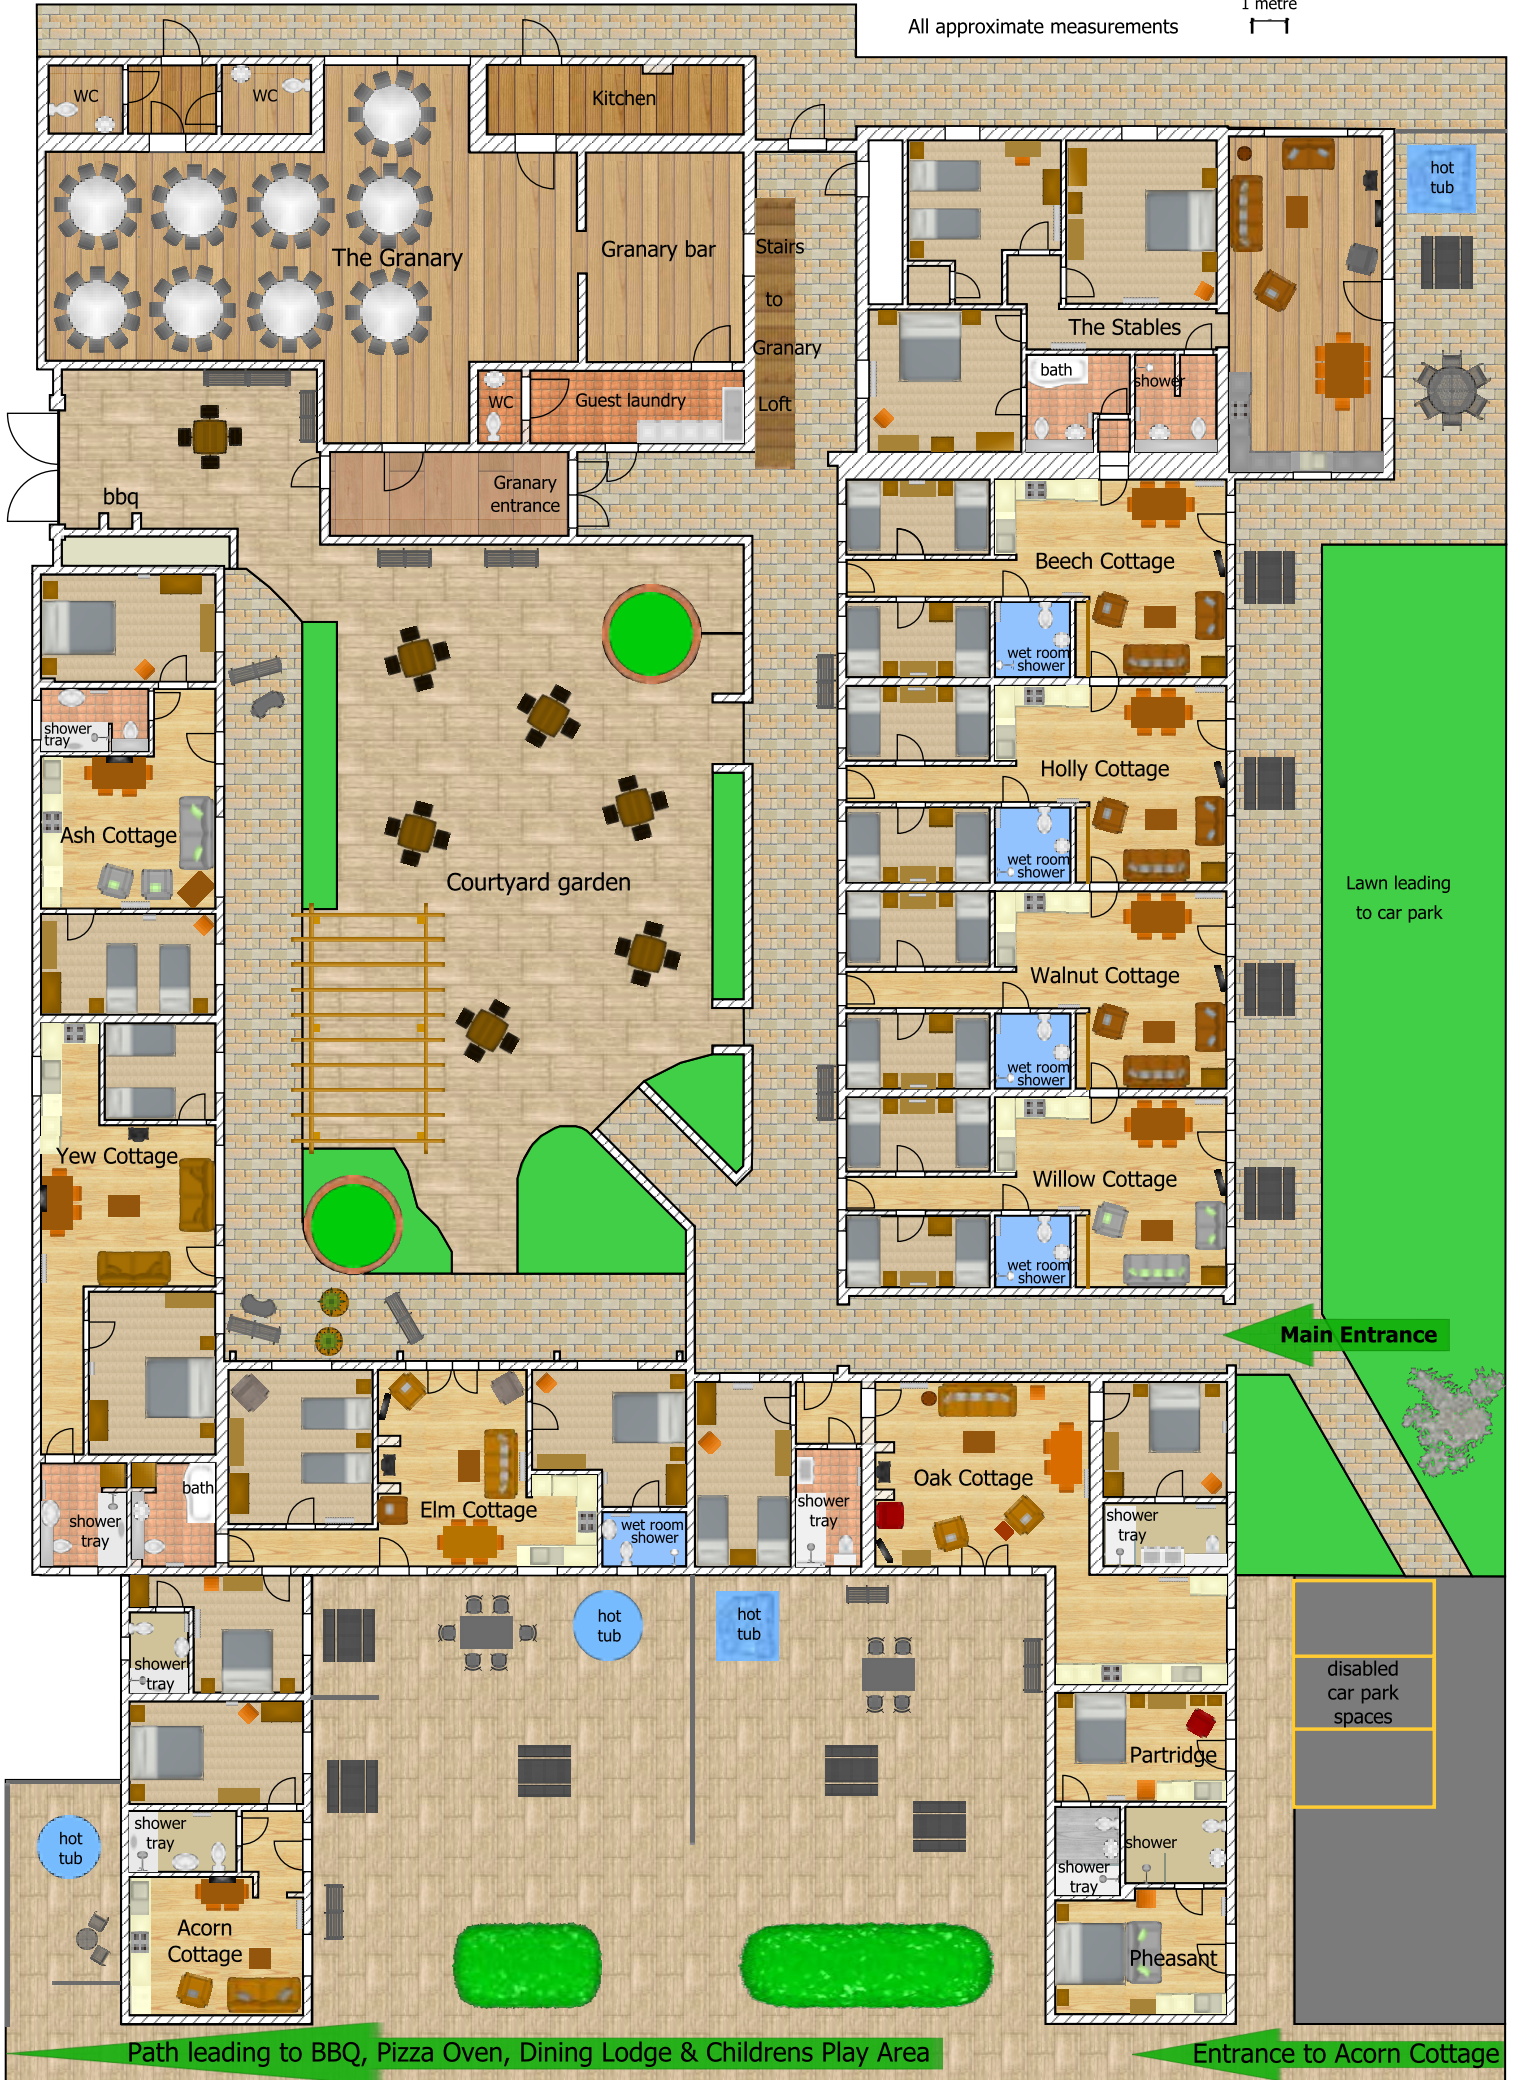 1 metre
All approximate measurements
WC
WC
Kitchen
hot
tub
The Granary
Granary bar
Stairs
to
Granary
Loft
The Stables
bath
shower
WC
Guest laundry
Granary
entrance
bbq
Beech Cottage
wet room
shower
shower
tray
Holly Cottage
Ash Cottage
wet room
shower
Courtyard garden
Lawn leading
to car park
Walnut Cottage
wet room
shower
Yew Cottage
Willow Cottage
wet room
shower
Main Entrance
bath
shower
tray
Elm Cottage
wet room
shower
shower
tray
Oak Cottage
shower
tray
hot
tub
hot
tub
shower
tray
disabled
car park
spaces
Partridge
shower
tray
hot
tub
shower
shower
tray
Acorn
Cottage
Pheasant
Path leading to BBQ, Pizza Oven, Dining Lodge & Childrens Play Area
Entrance to Acorn Cottage